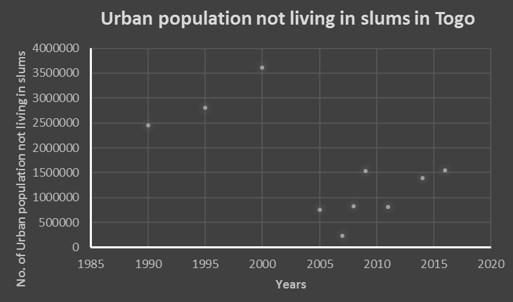 Urban population not living in slums in Togo
No. of Urban population not living in slums
4000000
3500000
3000000
2500000
2000000
1500000
1000000
500000
0
1985 1990 1995 2000 2005 2010 2015 2020
Years